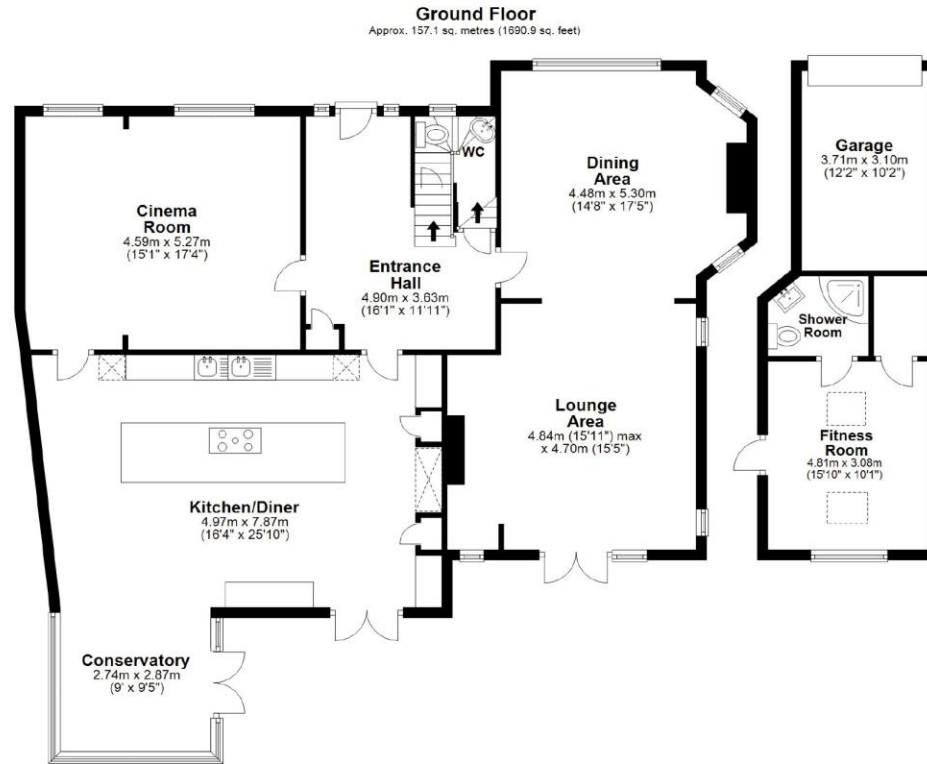 Ground Floor
Approx. 157.1 sq. metres (1690.9 sq. feet)
Cinema
Room
4.59m x 5.27m
(15'1" x 17'4")
Entrance
Hall
4.90m x 3.63m
(16'1" x 11'11")
WC
Dining
Area
4.48m x 5.30m
(14'8" x 17'5")
Garage
3.71m x 3.10m
(12'2" x 10'2")
Shower
Room
Lounge
Area
4.84m (15'11") max
x 4.70m (15'5")
Fitness
Room
4.81m x 3.08m
(15'10" x 10'1")
Kitchen/Diner
4.97m x 7.87m
(16'4" x 25'10")
Conservatory
2.74m x 2.87m
(9' x 9'5")